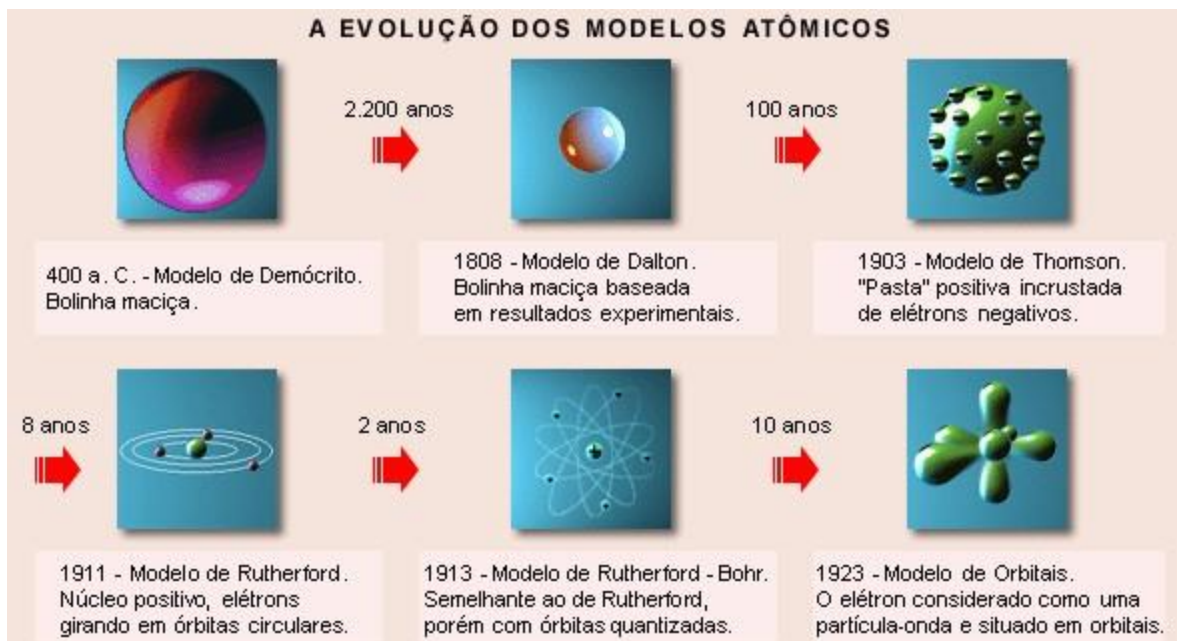 A EVOLUÇÃO DOS MODELOS ATÔMICOS
2.200 anos
100 anos
400 a. C. - Modelo de Demócrito.
Bolinha maciça.
1808 - Modelo de Dalton.
Bolinha maciça baseada
em resultados experimentais.
1903 - Modelo de Thomson.
"Pasta" positiva incrustada
de elétrons negativos.
8 anos
2 anos
10 anos
1911 - Modelo de Rutherford.
Núcleo positivo, elétrons
girando em órbitas circulares.
1913 - Modelo de Rutherford - Bohr.
Semelhante ao de Rutherford,
porém com órbitas quantizadas.
1923 - Modelo de Orbitais.
O elétron considerado como uma
partícula-onda e situado em orbitais.